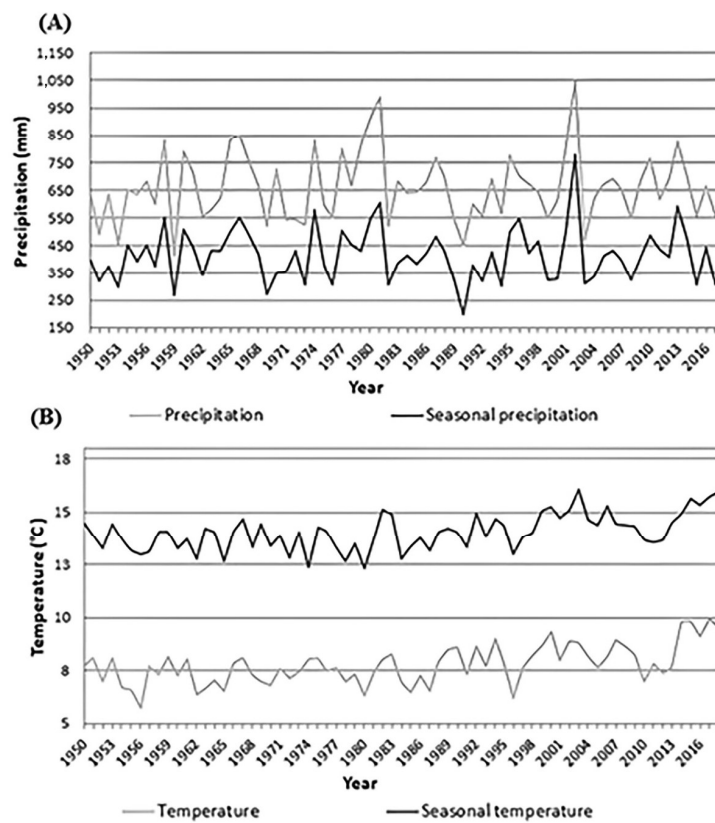 (A)
Precipitation (mm)
1,150
1,050
950
850
750
650
550
450
350
250
150
1950 1953 1956 1959 1962 1965 1968 1971 1974 1977 1980 1983 1986 1989 1992 1995 1998 2001 2004 2007 2010 2013 2016
Year
Precipitation Seasonal precipitation
(B)
Temperature (°C)
18
15
13
10
8
5
1950 1953 1956 1959 1962 1965 1968 1971 1974 1977 1980 1983 1986 1989 1992 1995 1998 2001 2004 2007 2010 2013 2016
Year
Temperature Seasonal temperature